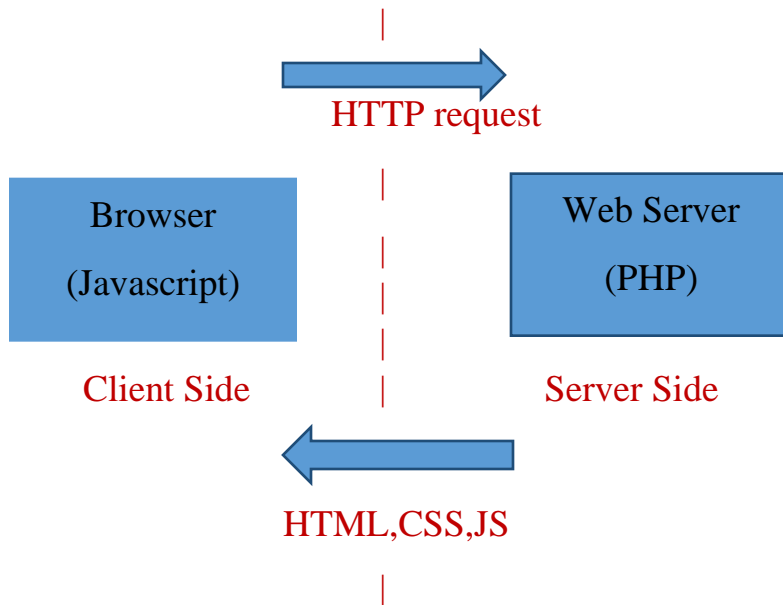 HTTP request
Browser
(Javascript)
Web Server
(PHP)
Client Side
Server Side
HTML,CSS,JS